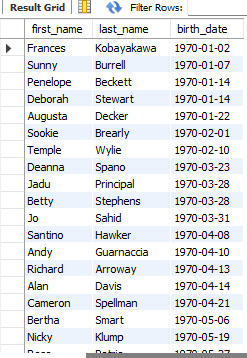 Result Grid Filter Rows:
first_name last_name birth_date
Frances Kobayakawa 1970-01-02
Sunny Burrell 1970-01-07
Penelope Beckett 1970-01-14
Deborah Stewart 1970-01-14
Augusta Decker 1970-01-22
Sookie Brearly 1970-02-01
Temple Wylie 1970-02-10
Deanna Spano 1970-03-23
Jadu Principal 1970-03-28
Betty Stephens 1970-03-28
Jo Sahid 1970-03-31
Santino Hawker 1970-04-08
Andy Guarnaccia 1970-04-10
Richard Arroway 1970-04-13
Alan Davis 1970-04-14
Cameron Spellman 1970-04-21
Bertha Smart 1970-05-06
Nicky Klump 1970-05-19